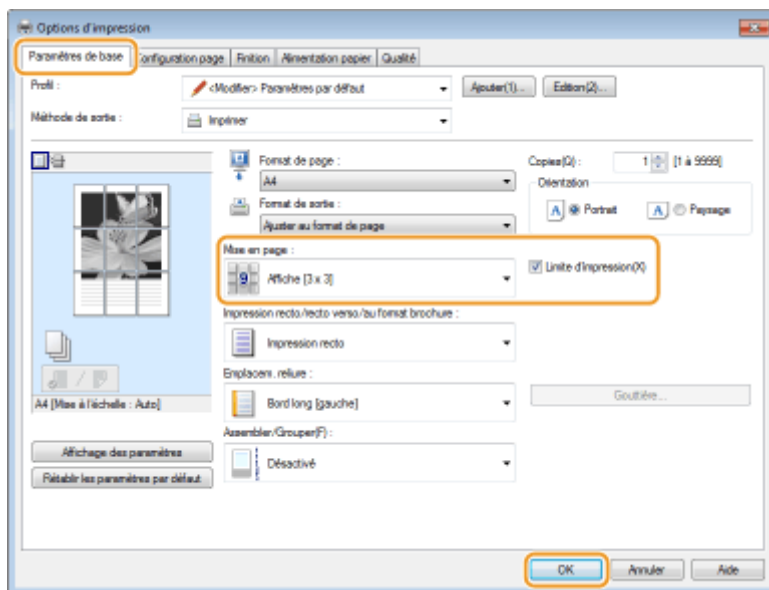 Options d'impression
Paramètres de base Configuration page Finition Alimentation papier Qualité
Profil : <Modifier> Paramètres par défaut Ajouter(1)... Edition(2)...
Méthode de sortie : Imprimer
Format de page : Copies(Q) : 1 [1 à 9999]
A4 Orientation
Format de sortie : A Portrait A Paysage
Ajuster au format de page
Mise en page :
9 Affiche [3 x 3] Limite d'impression(X)
Impression recto/recto verso/au format brochure :
Impression recto
Emplacem. reliure :
A4 [Mise à l'échelle : Auto] Bord long [gauche] Gouttière...
Assembler/Grouper(F) :
Affichage des paramètres Désactivé
Rétablir les paramètres par défaut
OK Annuler Aide